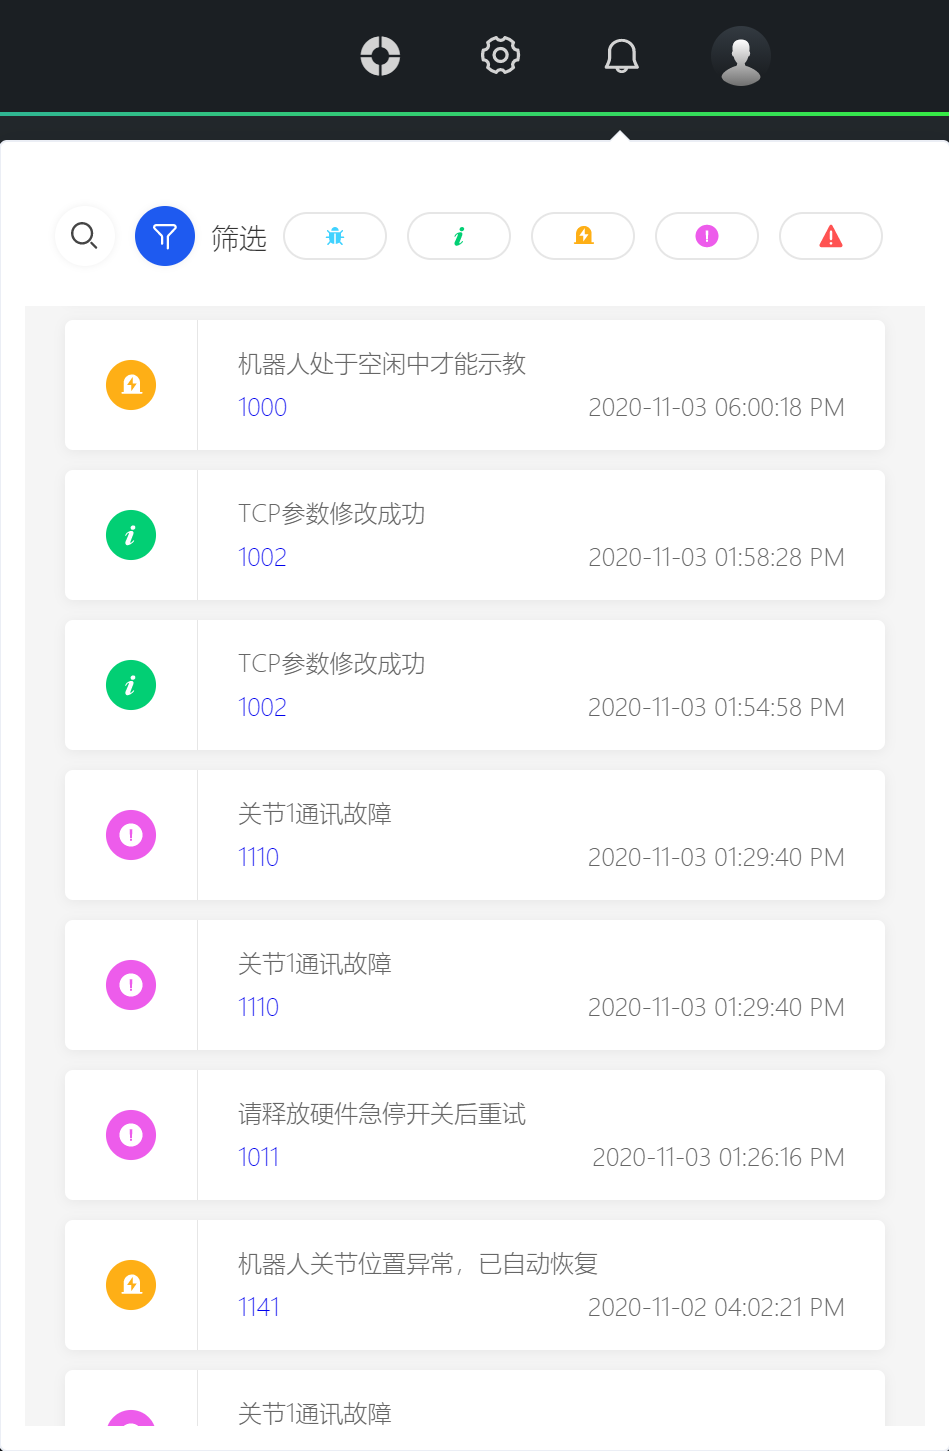 筛选
机器人处于空闲中才能示教
1000 2020-11-03 06:00:18 PM
TCP参数修改成功
1002 2020-11-03 01:58:28 PM
TCP参数修改成功
1002 2020-11-03 01:54:58 PM
关节1通讯故障
1110 2020-11-03 01:29:40 PM
关节1通讯故障
1110 2020-11-03 01:29:40 PM
请释放硬件急停开关后重试
1011 2020-11-03 01:26:16 PM
机器人关节位置异常，已自动恢复
1141 2020-11-02 04:02:21 PM
关节1通讯故障